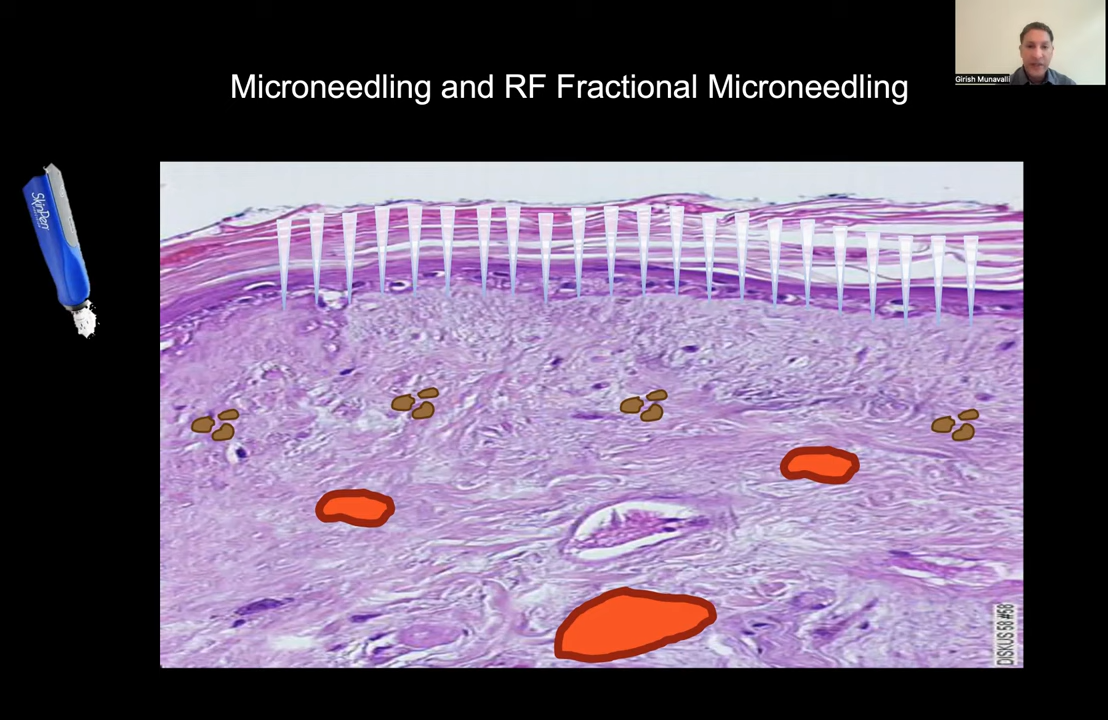 Girish Munavalli
Microneedling and RF Fractional Microneedling
SkinPen
DISKUS 58 #58